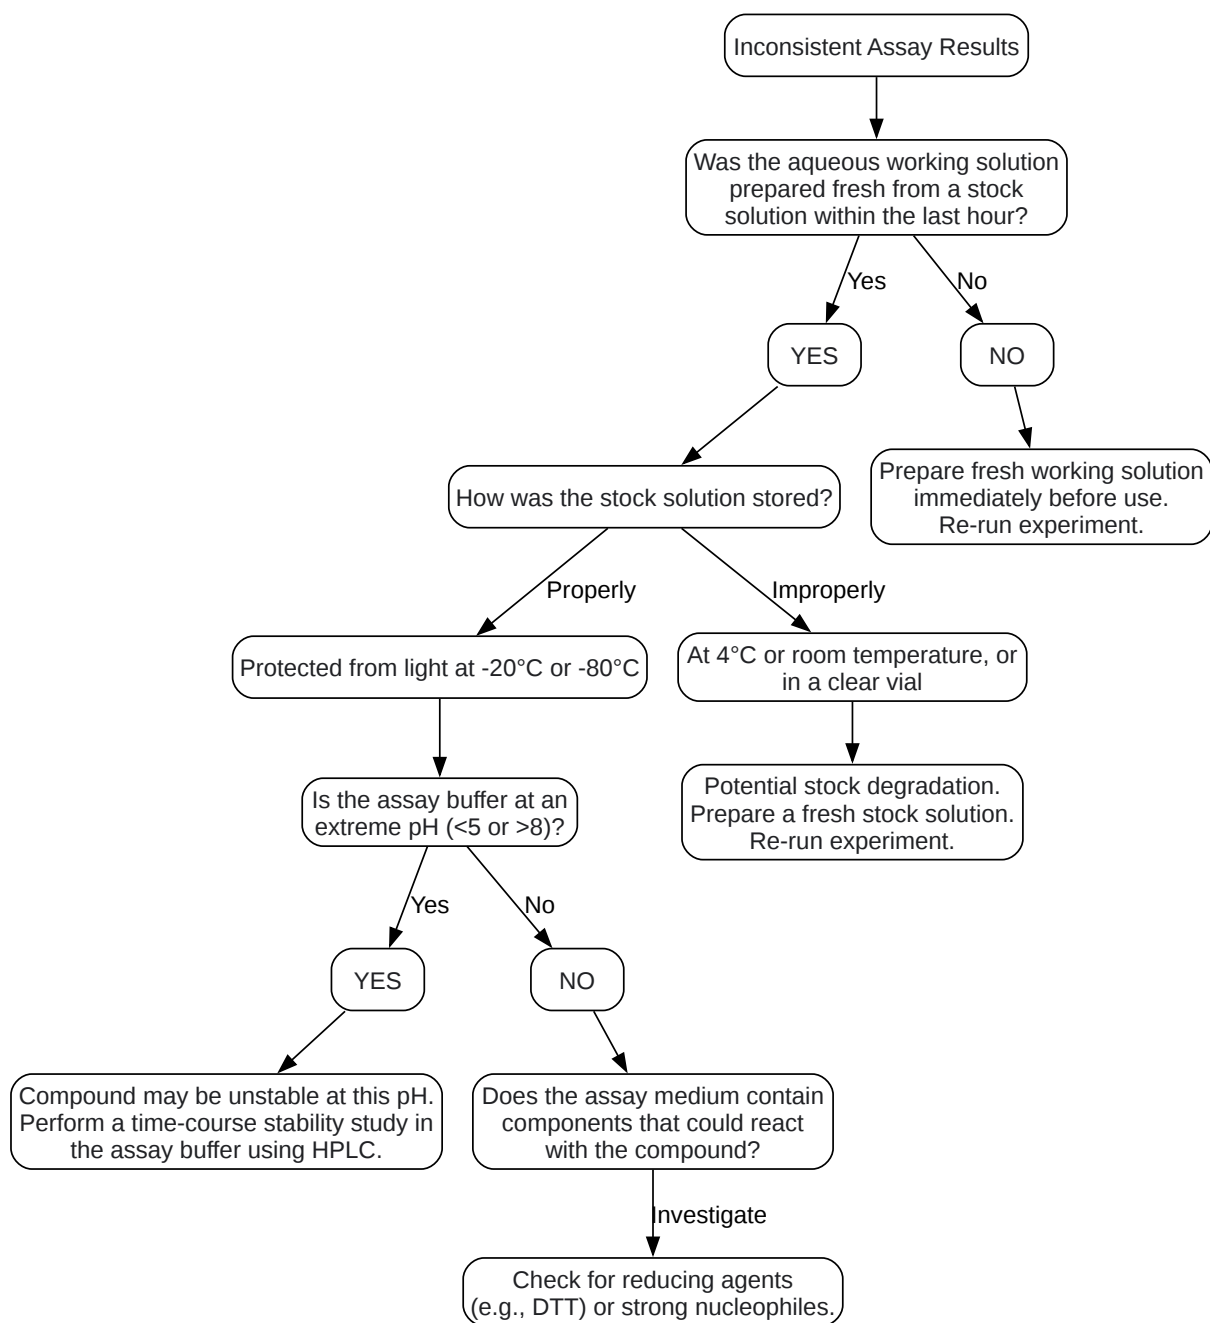 Inconsistent Assay Results
Was the aqueous working solution
prepared fresh from a stock
solution within the last hour?
Yes
No
YES
NO
Prepare fresh working solution
immediately before use.
Re-run experiment.
How was the stock solution stored?
Properly
Improperly
Protected from light at -20°C or -80°C
At 4°C or room temperature, or
in a clear vial
Potential stock degradation.
Prepare a fresh stock solution.
Re-run experiment.
Is the assay buffer at an
extreme pH (<5 or >8)?
Yes
No
YES
NO
Compound may be unstable at this pH.
Perform a time-course stability study in
the assay buffer using HPLC.
Does the assay medium contain
components that could react
with the compound?
Investigate
Check for reducing agents
(e.g., DTT) or strong nucleophiles.